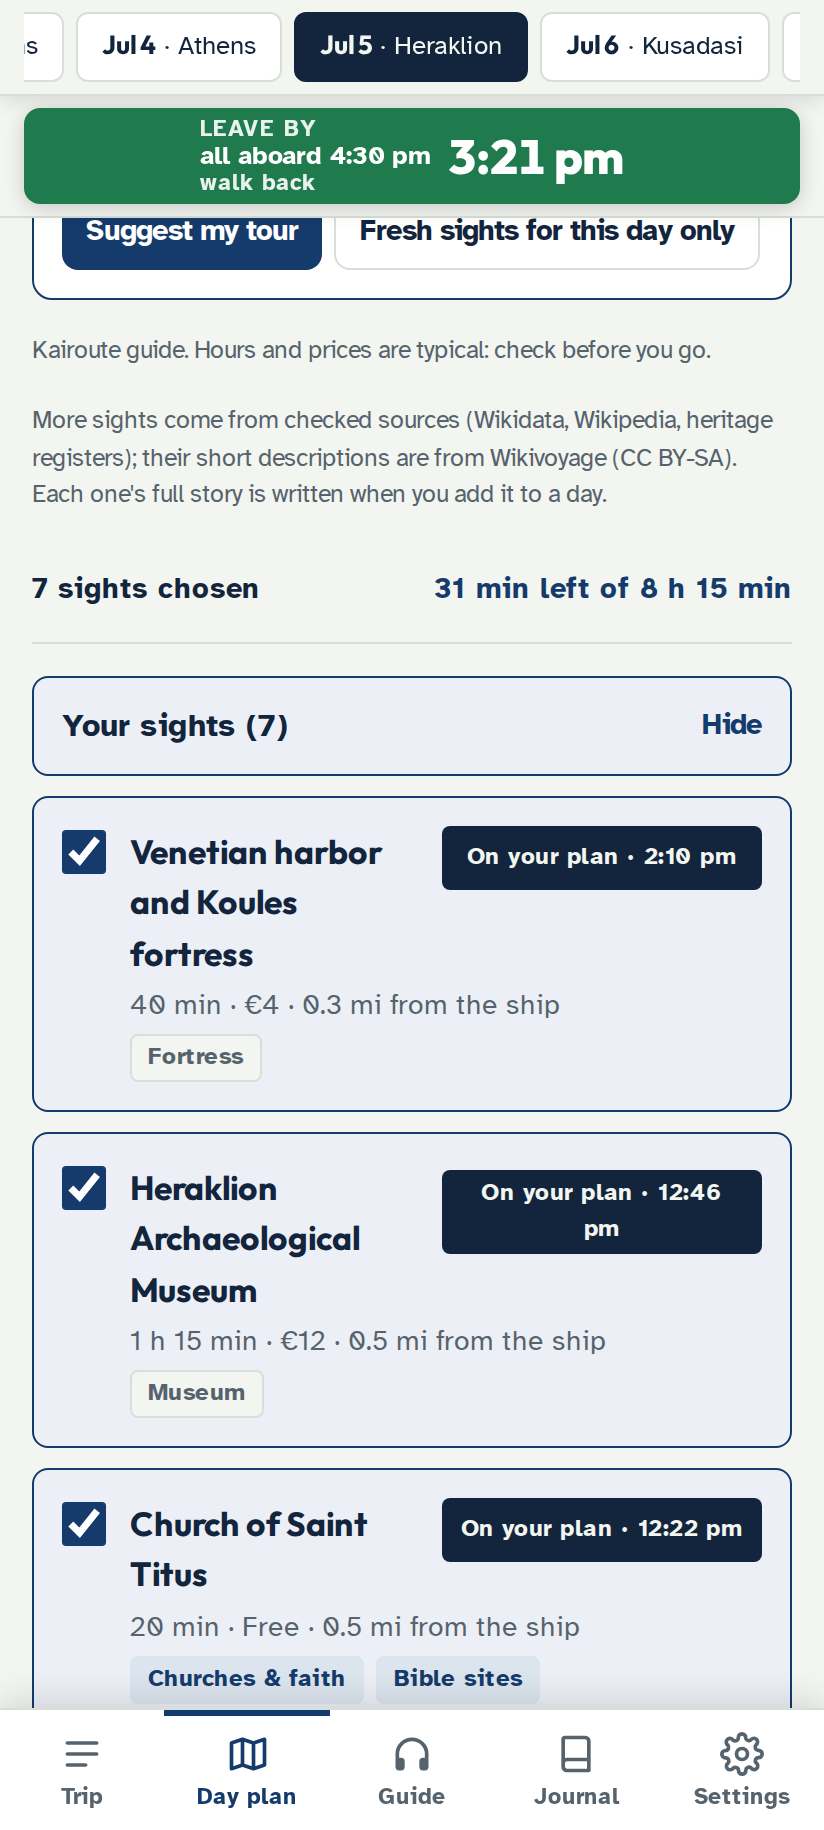 s
Jul 4 · Athens
Jul 5 · Heraklion
Jul 6 · Kusadasi
LEAVE BY
all aboard 4:30 pm
walk back
3:21 pm
Suggest my tour
Fresh sights for this day only
Kairoute guide. Hours and prices are typical: check before you go.
More sights come from checked sources (Wikidata, Wikipedia, heritage
registers); their short descriptions are from Wikivoyage (CC BY-SA).
Each one's full story is written when you add it to a day.
7 sights chosen
31 min left of 8 h 15 min
Your sights (7)
Hide
Venetian harbor
and Koules
fortress
On your plan · 2:10 pm
40 min · €4 · 0.3 mi from the ship
Fortress
Heraklion
Archaeological
Museum
On your plan · 12:46
pm
1 h 15 min · €12 · 0.5 mi from the ship
Museum
Church of Saint
Titus
On your plan · 12:22 pm
20 min · Free · 0.5 mi from the ship
Churches & faith
Bible sites
Trip
Day plan
Guide
Journal
Settings